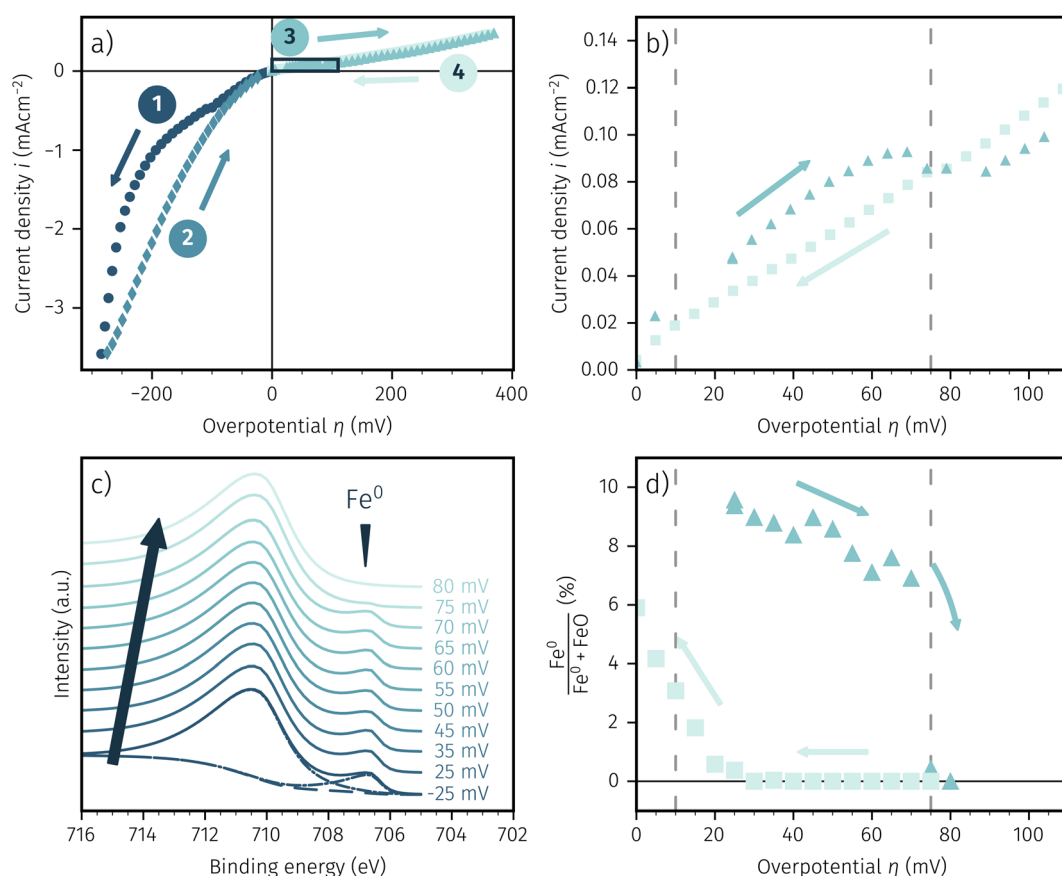 a)
3
4
1
2
0
−1
−2
−3
Current density i (mAcm⁻²)
−200
0
200
400
Overpotential η (mV)
b)
0.14
0.12
0.10
0.08
0.06
0.04
0.02
0.00
Current density i (mAcm⁻²)
0
20
40
60
80
100
Overpotential η (mV)
c)
Fe⁰
80 mV
75 mV
70 mV
65 mV
60 mV
55 mV
50 mV
45 mV
35 mV
25 mV
-25 mV
Intensity (a.u.)
716
714
712
710
708
706
704
702
Binding energy (eV)
d)
10
8
6
4
2
0
Fe⁰
Fe⁰ + FeO
(%)
0
20
40
60
80
100
Overpotential η (mV)